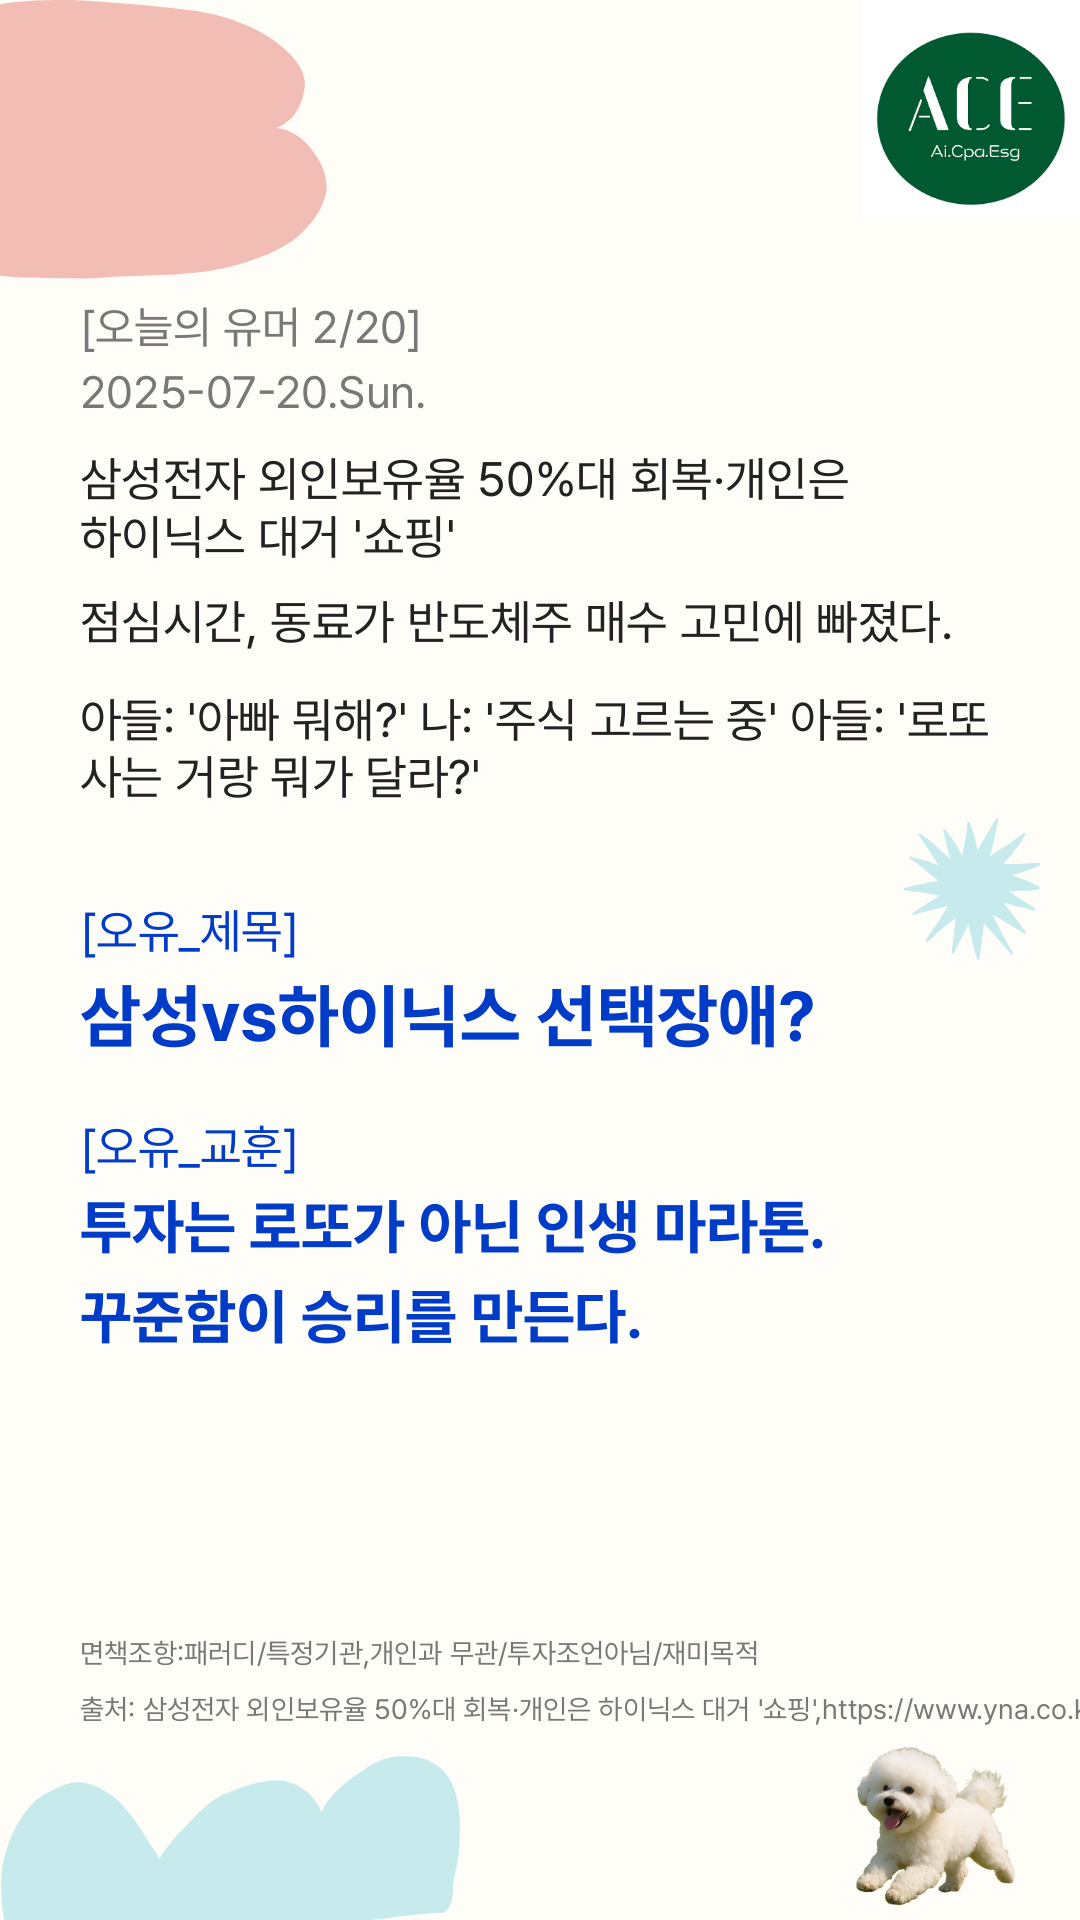 ACE
Ai.Cpa.Esg
[오늘의 유머 2/20]
2025-07-20.Sun.
삼성전자 외인보유율 50%대 회복·개인은
하이닉스 대거 '쇼핑'
점심시간, 동료가 반도체주 매수 고민에 빠졌다.
아들: '아빠 뭐해?' 나: '주식 고르는 중' 아들: '로또
사는 거랑 뭐가 달라?'
[오유_제목]
삼성vs하이닉스 선택장애?
[오유_교훈]
투자는 로또가 아닌 인생 마라톤.
꾸준함이 승리를 만든다.
면책조항:패러디/특정기관,개인과 무관/투자조언아님/재미목적
출처: 삼성전자 외인보유율 50%대 회복·개인은 하이닉스 대거 '쇼핑',https://www.yna.co.k